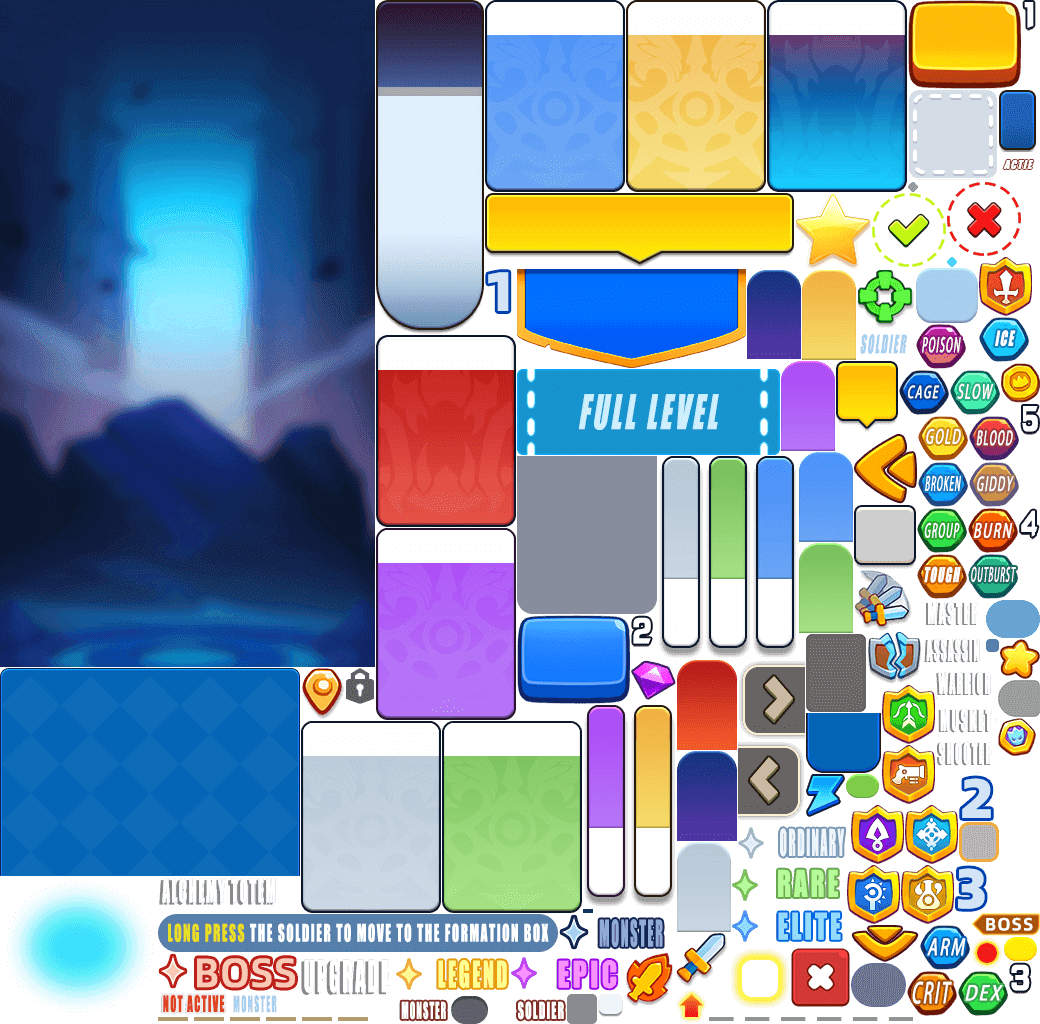 1
ACTIE
1
SOLDIER
POISON
ICE
CAGE
SLOW
FULL LEVEL
5
GOLD
BLOOD
BROKEN
GIDDY
GROUP
BURN
4
TOUGH
OUTBURST
MASTER
2
ASSASSIN
WARRIOR
MUSKET
SHOOTER
2
ORDINARY
ALCHEMY TOTEM
RARE
3
LONG PRESS THE SOLDIER TO MOVE TO THE FORMATION BOX
MONSTER
ELITE
BOSS
ARM
BOSS
UPGRADE
LEGEND
EPIC
3
CRIT
DEX
NOT ACTIVE
MONSTER
MONSTER
SOLDIER